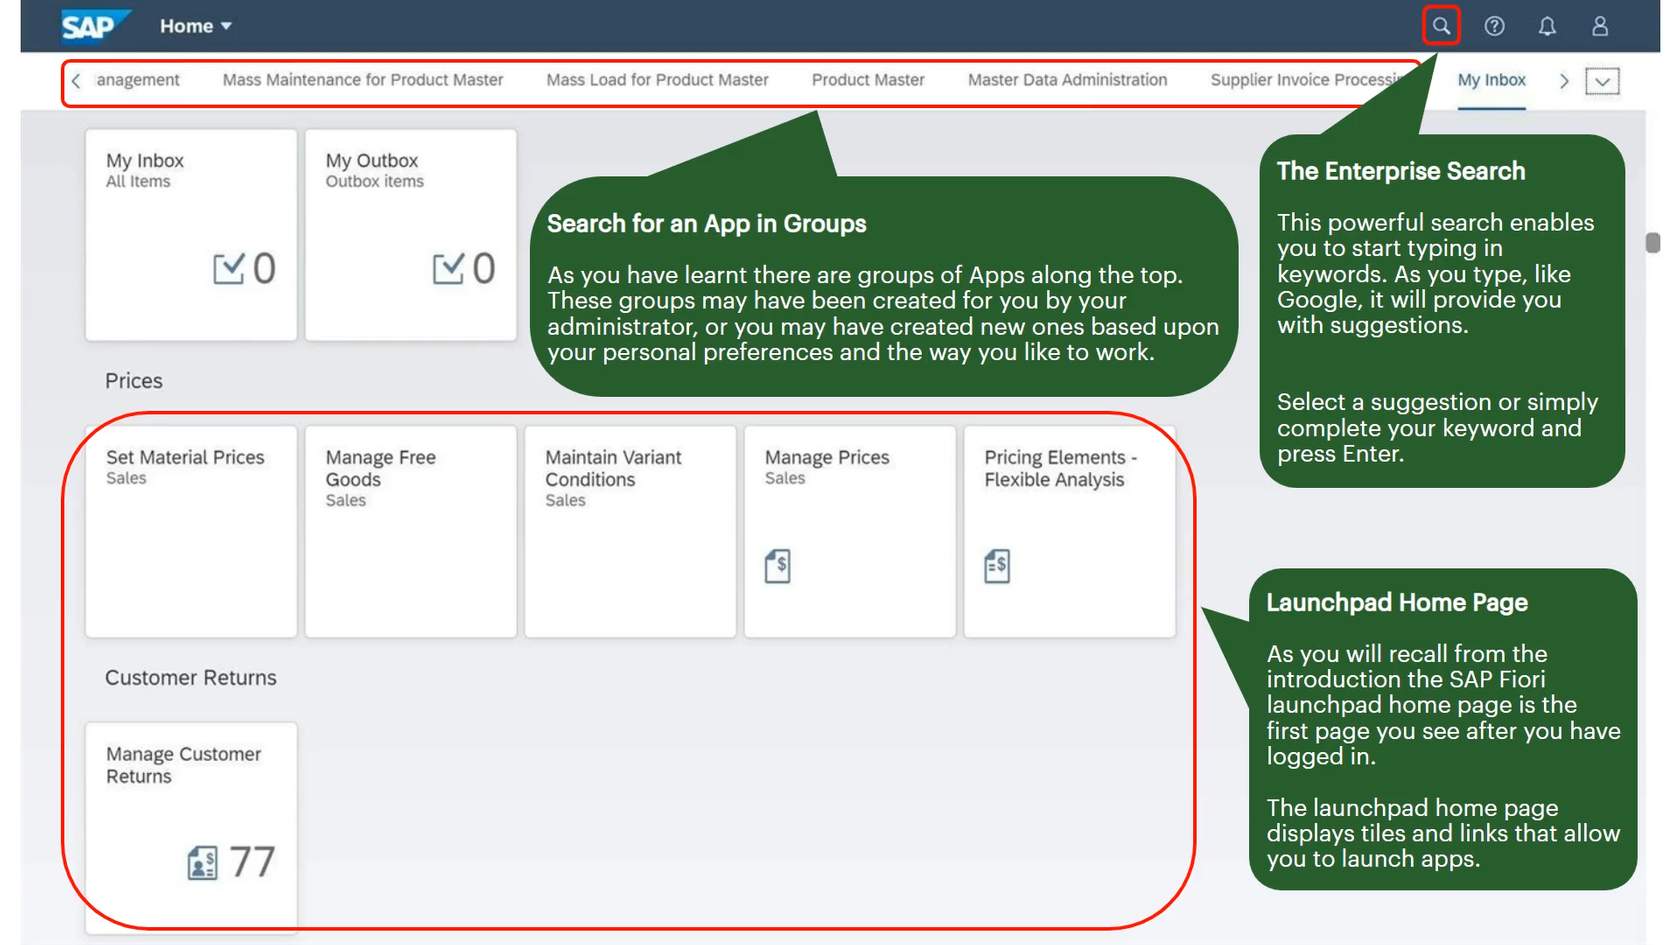 SAP Home
anagement Mass Maintenance for Product Master Mass Load for Product Master Product Master Master Data Administration Supplier Invoice Processin My Inbox
My Inbox
All Items
0
My Outbox
Outbox items
0
Search for an App in Groups
As you have learnt there are groups of Apps along the top.
These groups may have been created for you by your
administrator, or you may have created new ones based upon
your personal preferences and the way you like to work.
The Enterprise Search
This powerful search enables
you to start typing in
keywords. As you type, like
Google, it will provide you
with suggestions.
Select a suggestion or simply
complete your keyword and
press Enter.
Prices
Set Material Prices
Sales
Manage Free
Goods
Sales
Maintain Variant
Conditions
Sales
Manage Prices
Sales
$
Pricing Elements -
Flexible Analysis
$
Launchpad Home Page
As you will recall from the
introduction the SAP Fiori
launchpad home page is the
first page you see after you have
logged in.
The launchpad home page
displays tiles and links that allow
you to launch apps.
Customer Returns
Manage Customer
Returns
$ 77